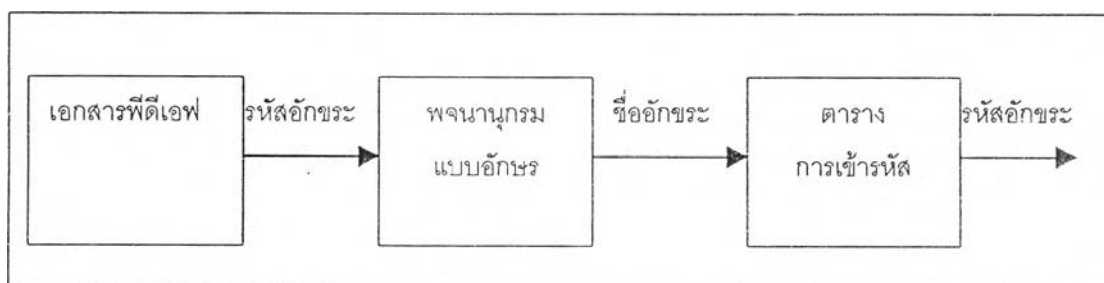 เอกสารพีดีเอฟ
รหัสอักขระ
พจนานุกรม
แบบอักษร
ชื่ออักขระ
ตาราง
การเข้ารหัส
รหัสอักขระ